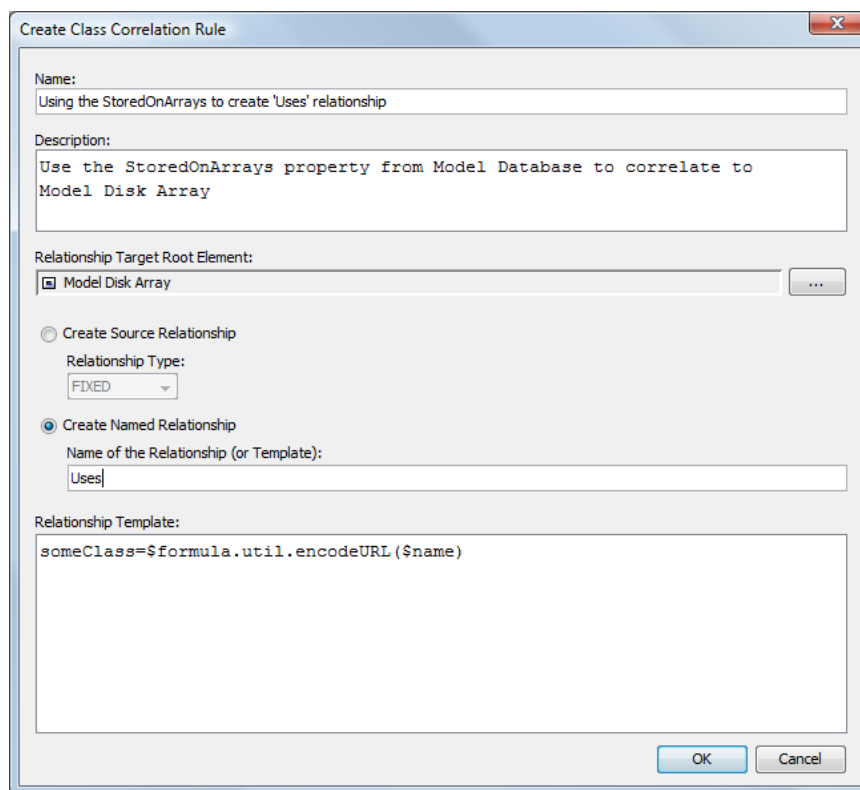 Create Class Correlation Rule
Name:
Using the StoredOnArrays to create 'Uses' relationship
Description:
Use the StoredOnArrays property from Model Database to correlate to
Model Disk Array
Relationship Target Root Element:
Model Disk Array
...
Create Source Relationship
Relationship Type:
FIXED
Create Named Relationship
Name of the Relationship (or Template):
Uses
Relationship Template:
someClass=$formula.util.encodeURL($name)
OK Cancel